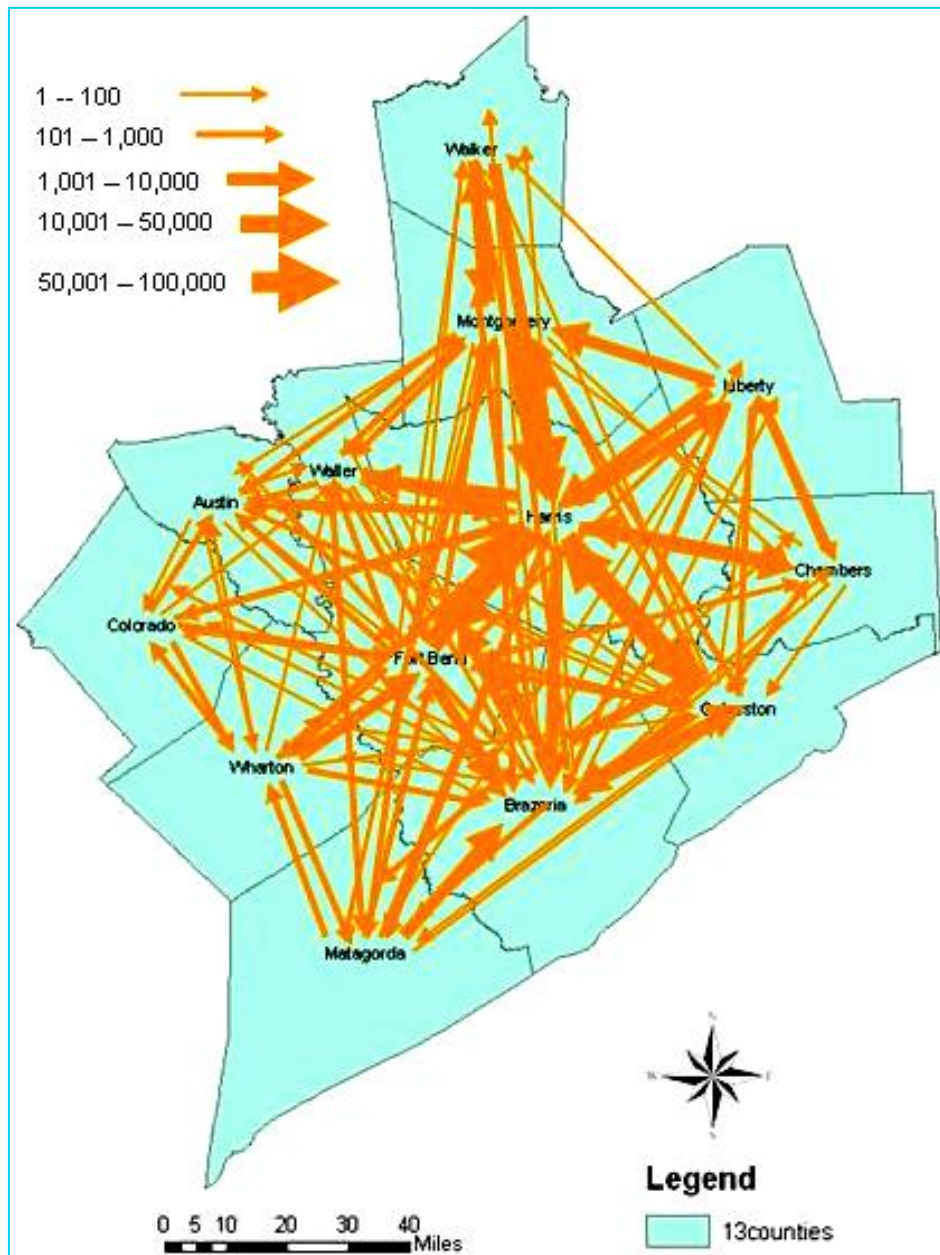 1 -- 100
101 – 1,000
1,001 – 10,000
10,001 – 50,000
50,001 – 100,000
Walker
Montgomery
Liberty
Waller
Austin
Harris
Chambers
Colorado
Fort Bend
Galveston
Wharton
Brazoria
Matagorda
N
W
E
S
Legend
13counties
0 5 10 20 30 40
Miles